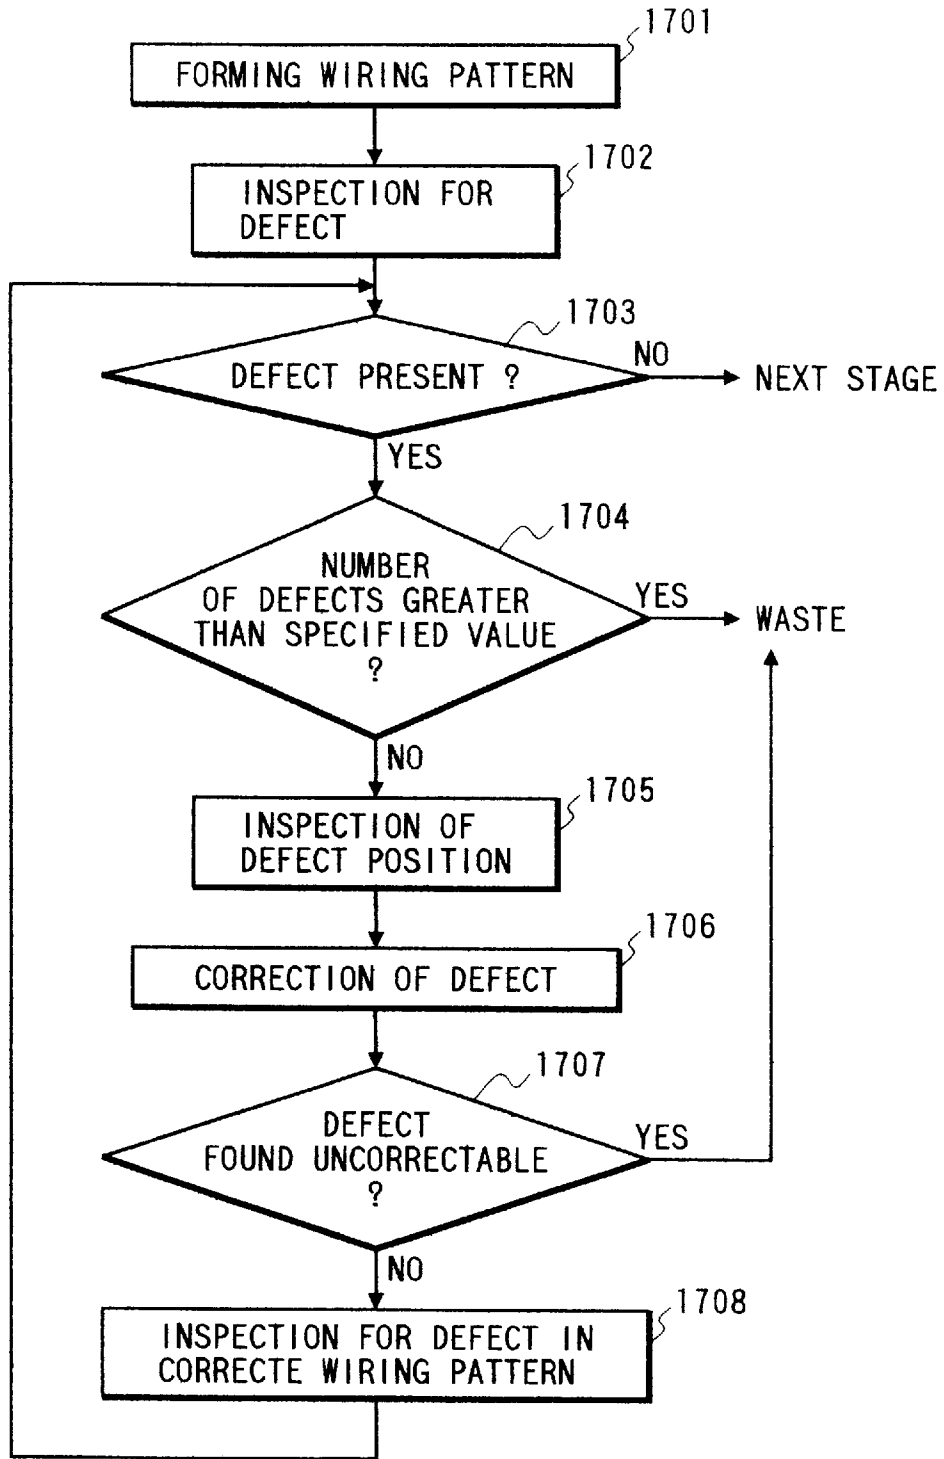 1701
FORMING WIRING PATTERN
1702
INSPECTION FOR
DEFECT
1703
DEFECT PRESENT ?
NO
NEXT STAGE
YES
1704
NUMBER
OF DEFECTS GREATER
THAN SPECIFIED VALUE
?
YES
WASTE
NO
1705
INSPECTION OF
DEFECT POSITION
1706
CORRECTION OF DEFECT
1707
DEFECT
FOUND UNCORRECTABLE
?
YES
NO
1708
INSPECTION FOR DEFECT IN
CORRECTE WIRING PATTERN